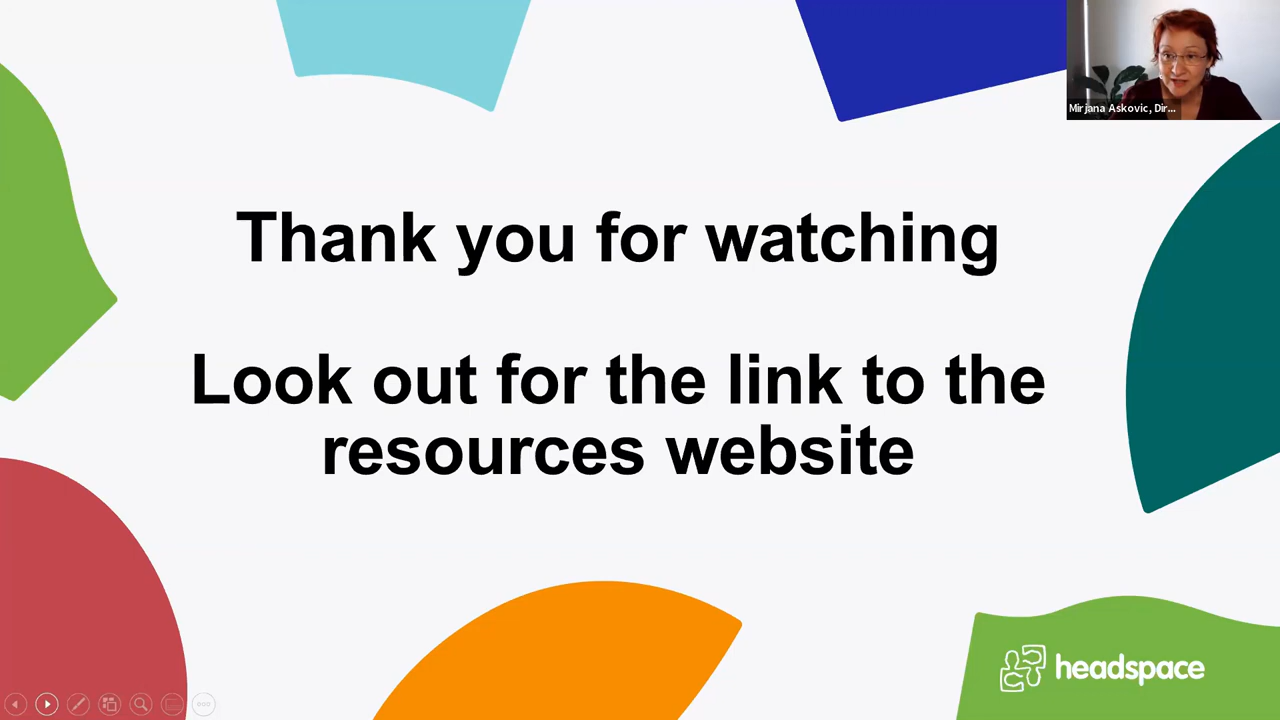 Mirjana Askovic, Dir...
Thank you for watching
Look out for the link to the
resources website
headspace